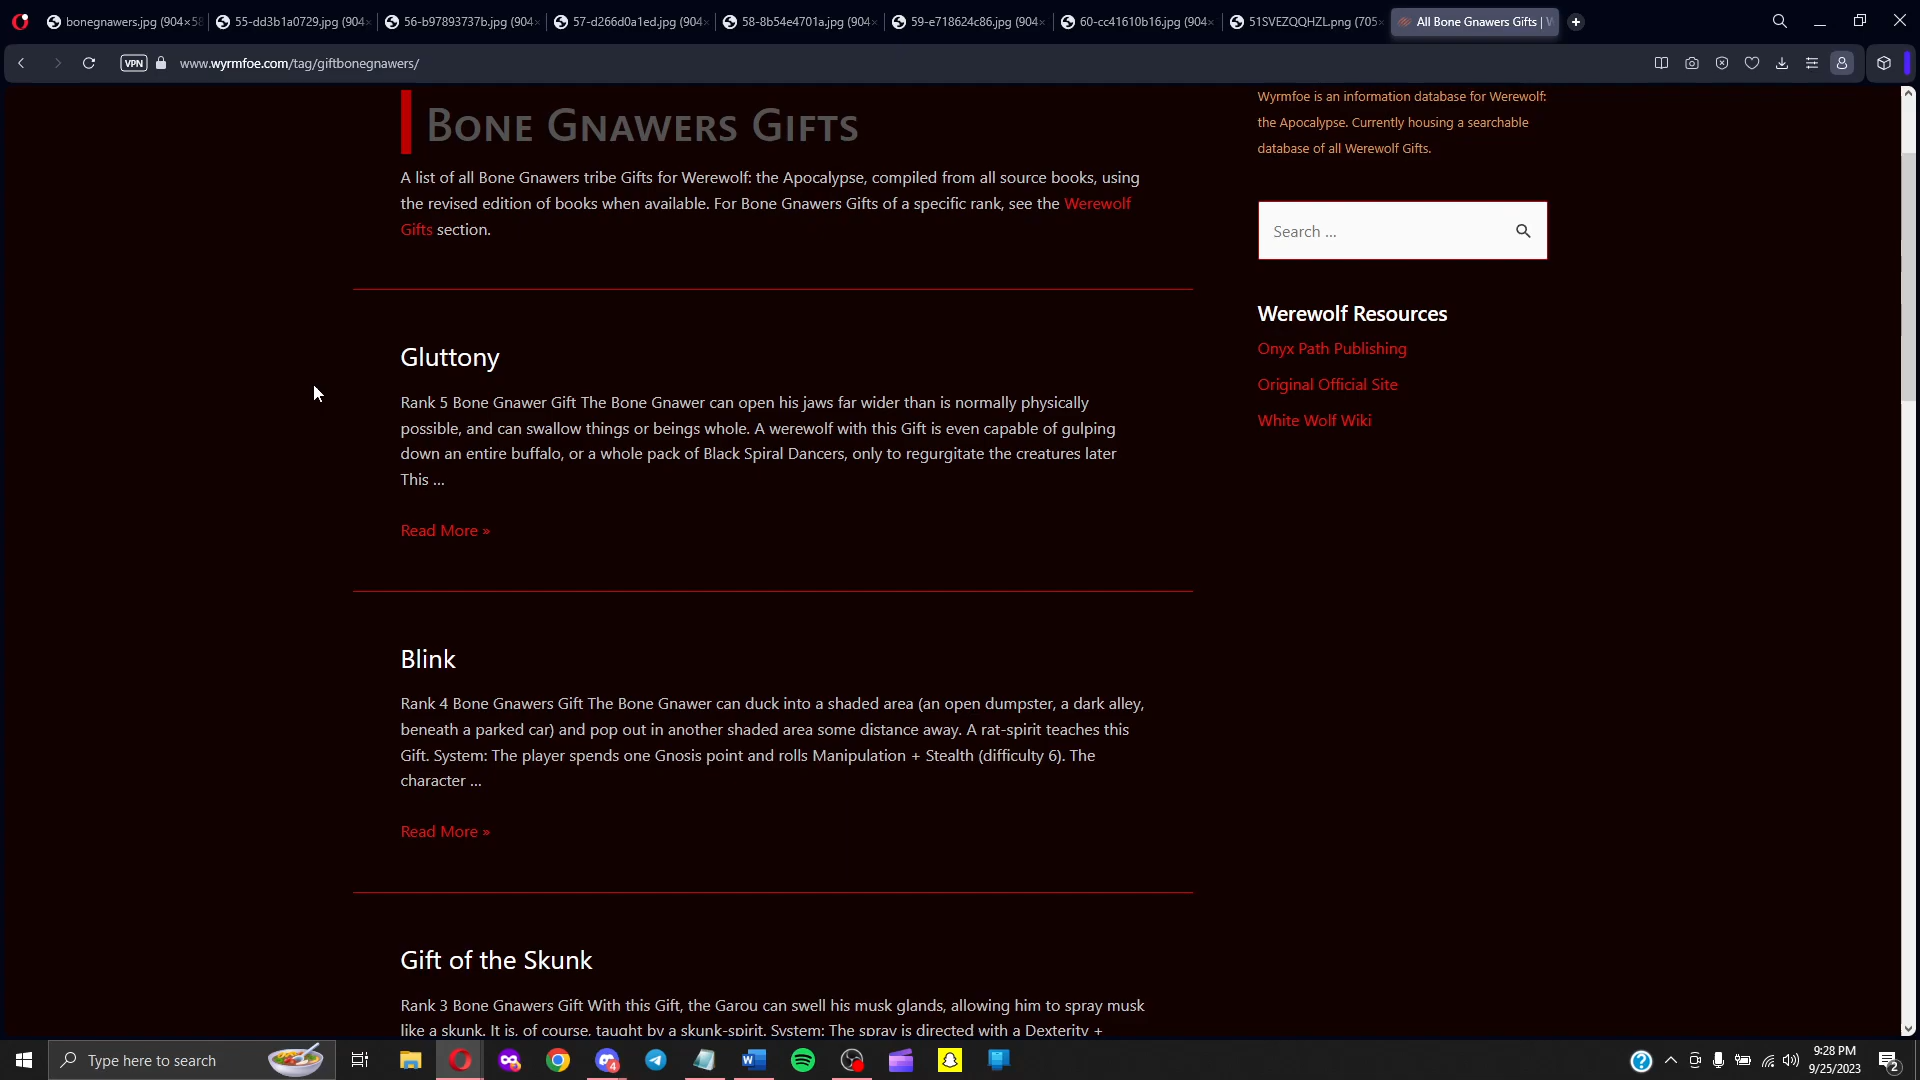 bonegnawers.jpg (904×58
55-dd3b1a0729.jpg (904×
56-b97893737b.jpg (904×
57-d266d0a1ed.jpg (904×
58-8b54e4701a.jpg (904×
59-e718624c86.jpg (904×
60-cc41610b16.jpg (904×
51SVEZQQHZL.png (705×
All Bone Gnawers Gifts | W
VPN
www.wyrmfoe.com/tag/giftbonegnawers/
Bone Gnawers Gifts
A list of all Bone Gnawers tribe Gifts for Werewolf: the Apocalypse, compiled from all source books, using
the revised edition of books when available. For Bone Gnawers Gifts of a specific rank, see the Werewolf
Gifts section.
Gluttony
Rank 5 Bone Gnawer Gift The Bone Gnawer can open his jaws far wider than is normally physically
possible, and can swallow things or beings whole. A werewolf with this Gift is even capable of gulping
down an entire buffalo, or a whole pack of Black Spiral Dancers, only to regurgitate the creatures later
This ...
Read More »
Blink
Rank 4 Bone Gnawers Gift The Bone Gnawer can duck into a shaded area (an open dumpster, a dark alley,
beneath a parked car) and pop out in another shaded area some distance away. A rat-spirit teaches this
Gift. System: The player spends one Gnosis point and rolls Manipulation + Stealth (difficulty 6). The
character ...
Read More »
Gift of the Skunk
Rank 3 Bone Gnawers Gift With this Gift, the Garou can swell his musk glands, allowing him to spray musk
like a skunk. It is, of course, taught by a skunk-spirit. System: The spray is directed with a Dexterity +
Wyrmfoe is an information database for Werewolf:
the Apocalypse. Currently housing a searchable
database of all Werewolf Gifts.
Search ...
Werewolf Resources
Onyx Path Publishing
Original Official Site
White Wolf Wiki
Type here to search
4
9:28 PM
9/25/2023
2